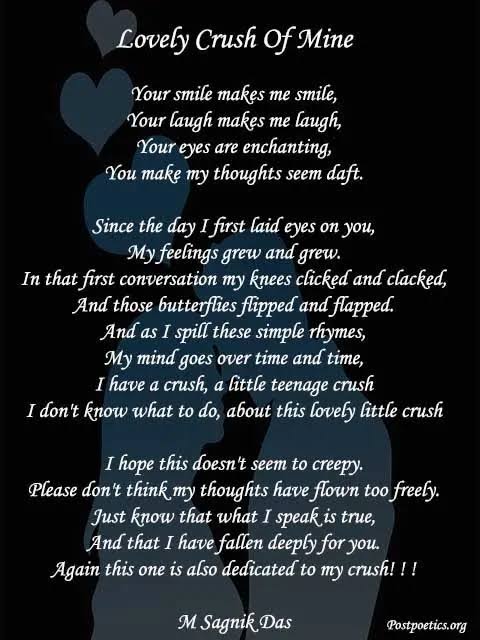 Lovely Crush Of Mine
Your smile makes me smile,
Your laugh makes me laugh,
Your eyes are enchanting,
You make my thoughts seem daft.
Since the day I first laid eyes on you,
My feelings grew and grew.
In that first conversation my knees clicked and clacked,
And those butterflies flipped and flapped.
And as I spill these simple rhymes,
My mind goes over time and time,
I have a crush, a little teenage crush
I don't know what to do, about this lovely little crush
I hope this doesn't seem to creepy.
Please don't think my thoughts have flown too freely.
Just know that what I speak is true,
And that I have fallen deeply for you.
Again this one is also dedicated to my crush! ! !
M Sagnik Das
Postpoetics.org